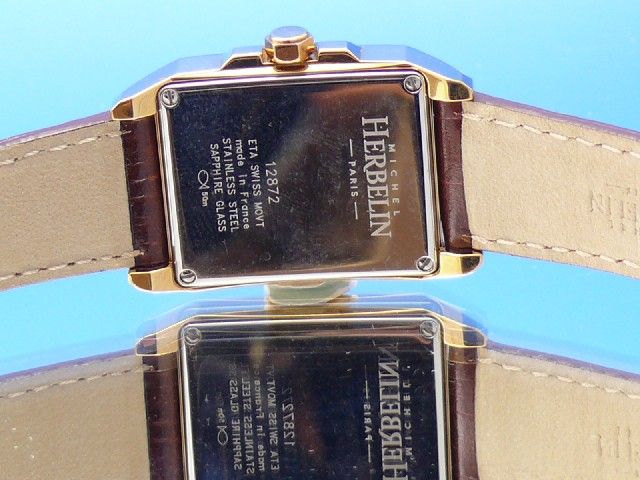 MICHEL
HERBELIN
— PARIS —
12872
ETA SWISS MOVT
made in France
STAINLESS STEEL
SAPPHIRE GLASS
50m